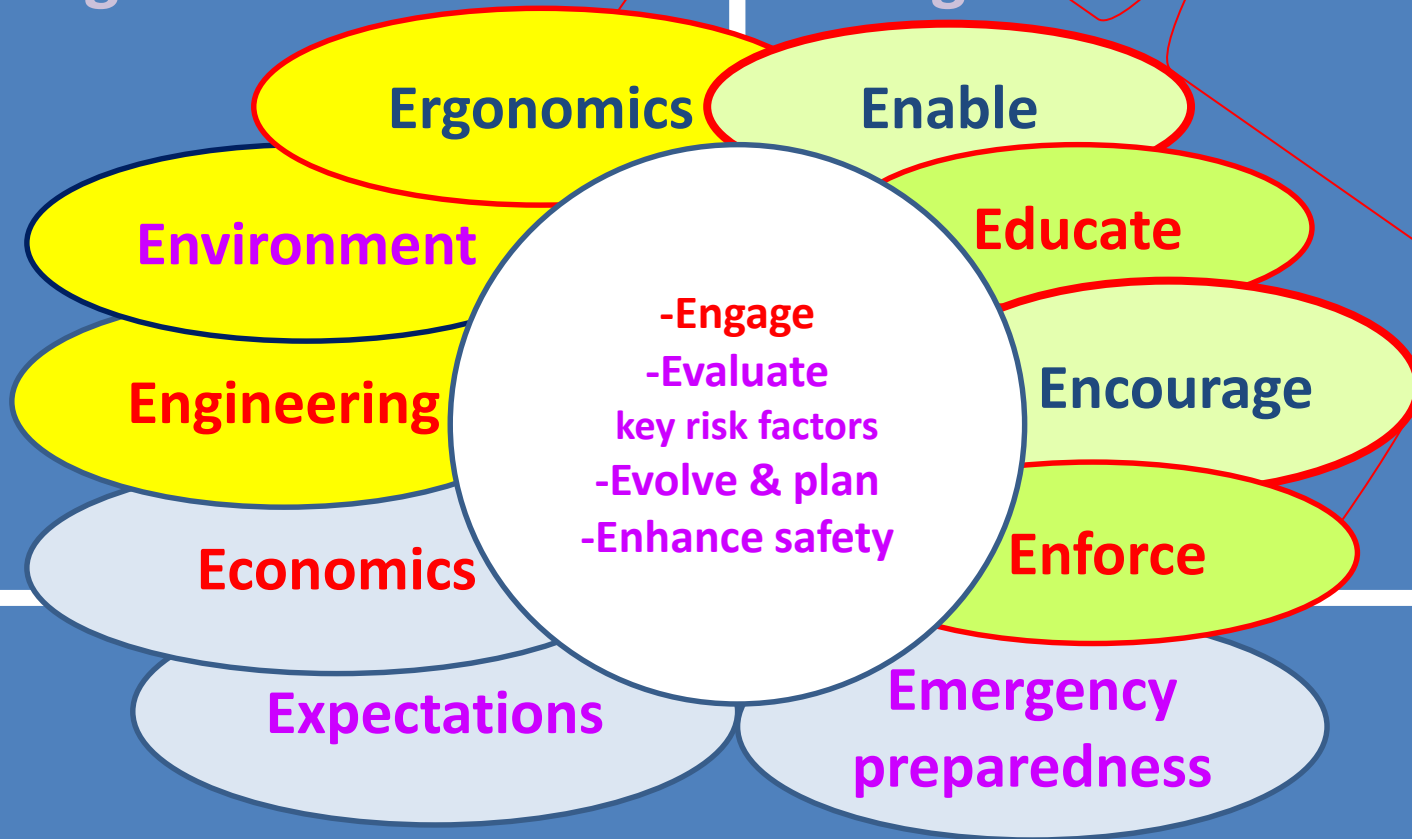 Ergonomics
Enable
Environment
Educate
-Engage
-Evaluate
key risk factors
-Evolve & plan
-Enhance safety
Engineering
Encourage
Economics
Enforce
Expectations
Emergency
preparedness